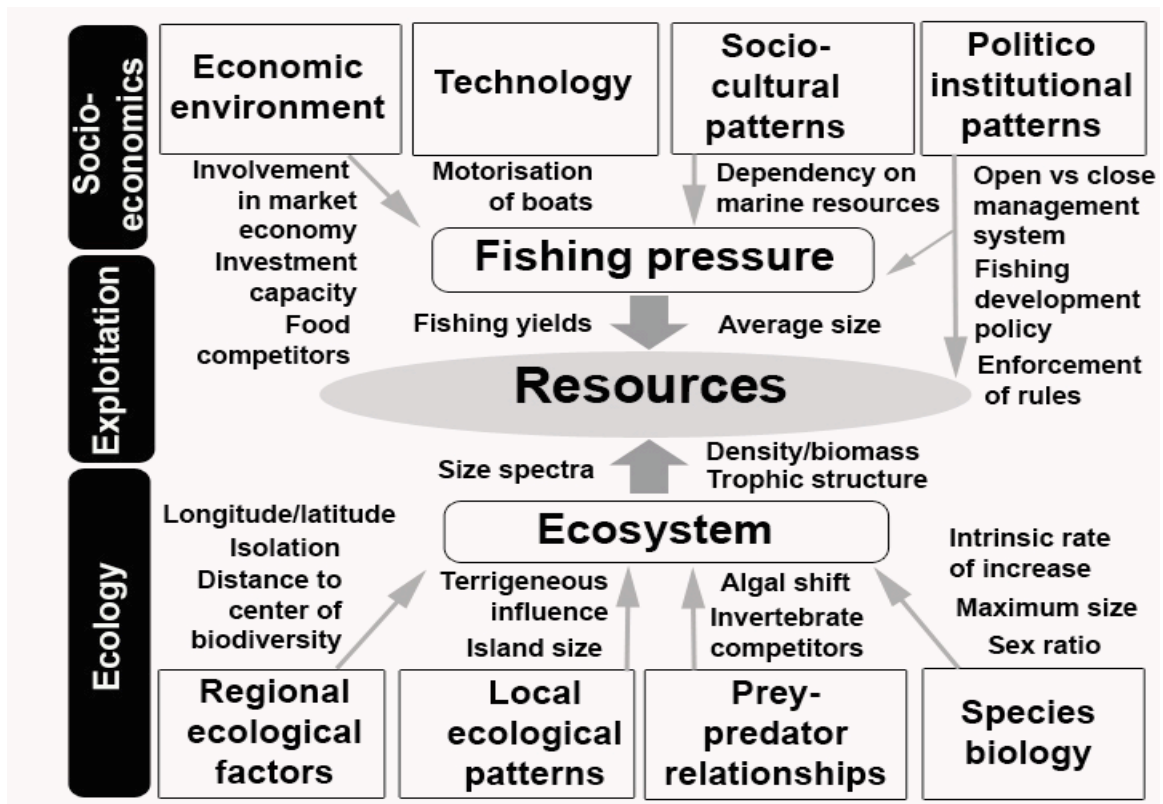 Socio-
economics
Economic
environment
Technology
Socio-
cultural
patterns
Politico
institutional
patterns
Involvement
in market
economy
Investment
capacity
Food
competitors
Motorisation
of boats
Dependency on
marine resources
Open vs close
management
system
Fishing
development
policy
Enforcement
of rules
Exploitation
Fishing pressure
Fishing yields
Average size
Resources
Size spectra
Density/biomass
Trophic structure
Ecology
Ecosystem
Longitude/latitude
Isolation
Distance to
center of
biodiversity
Terrigeneous
influence
Island size
Algal shift
Invertebrate
competitors
Intrinsic rate
of increase
Maximum size
Sex ratio
Regional
ecological
factors
Local
ecological
patterns
Prey-
predator
relationships
Species
biology